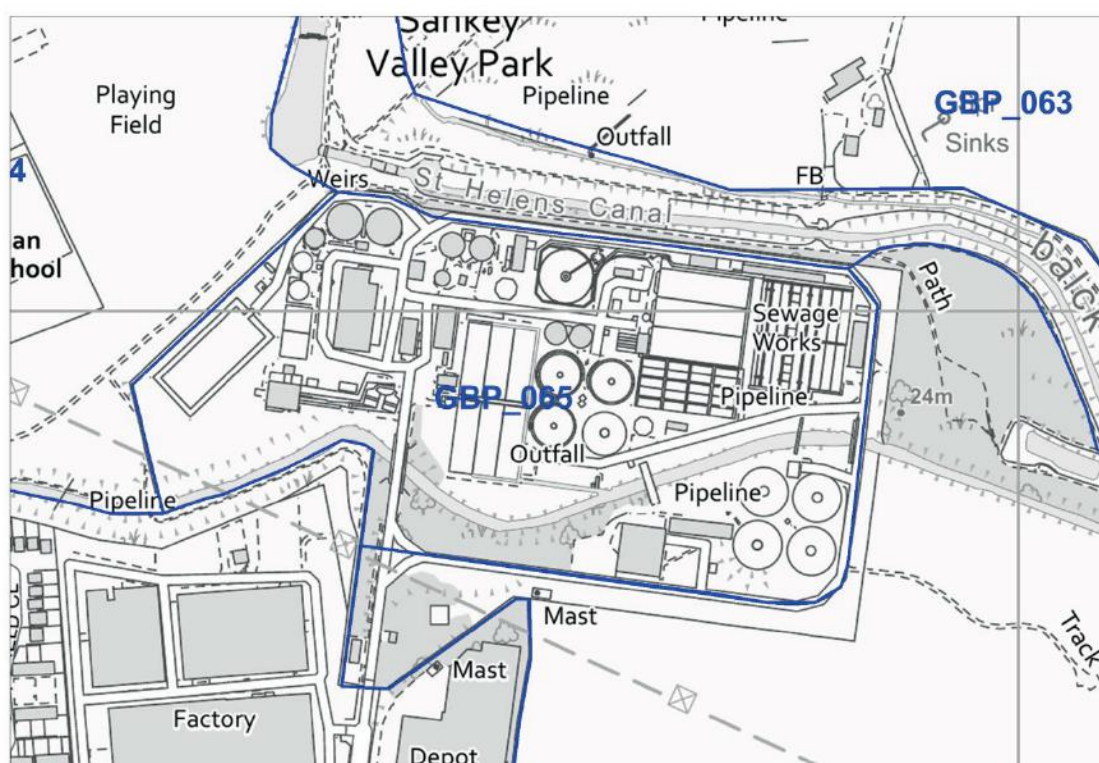 Sankey
Valley Park
Pipeline
Playing
Field
Pipeline
Outfall
GBP_063
Sinks
4
Weirs
St Helens Canal
FB
an
hool
Path
Sewage
Works
GBP_065
Pipeline
24m
Outfall
Pipeline
Pipeline
Mast
Mast
Track
Factory
Depot